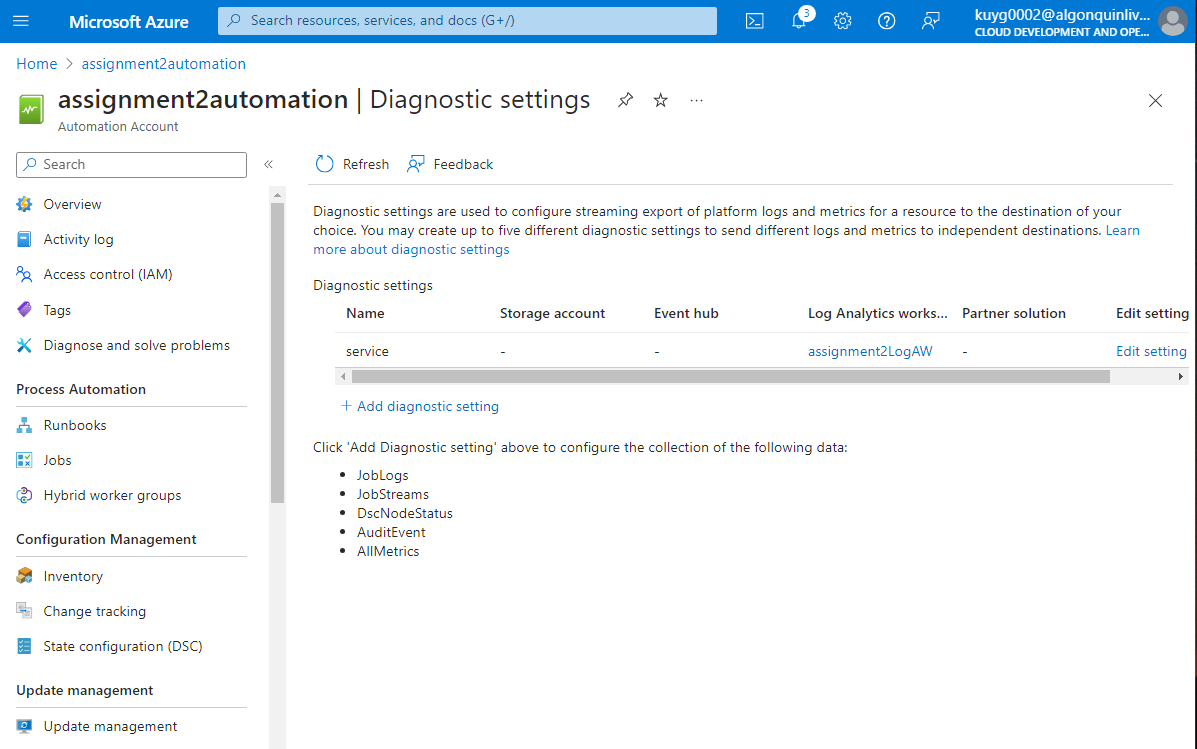 Microsoft Azure
Search resources, services, and docs (G+/)
3
kuyg0002@algonquinliv...
CLOUD DEVELOPMENT AND OPE...
Home > assignment2automation
assignment2automation | Diagnostic settings
...
Automation Account
Search
«
Refresh
Feedback
Overview
Activity log
Access control (IAM)
Tags
Diagnose and solve problems
Process Automation
Runbooks
Jobs
Hybrid worker groups
Configuration Management
Inventory
Change tracking
State configuration (DSC)
Update management
Update management
Diagnostic settings are used to configure streaming export of platform logs and metrics for a resource to the destination of your
choice. You may create up to five different diagnostic settings to send different logs and metrics to independent destinations. Learn
more about diagnostic settings
Diagnostic settings
Name Storage account Event hub Log Analytics works... Partner solution Edit setting
service - - assignment2LogAW - Edit setting
+ Add diagnostic setting
Click 'Add Diagnostic setting' above to configure the collection of the following data:
• JobLogs
• JobStreams
• DscNodeStatus
• AuditEvent
• AllMetrics